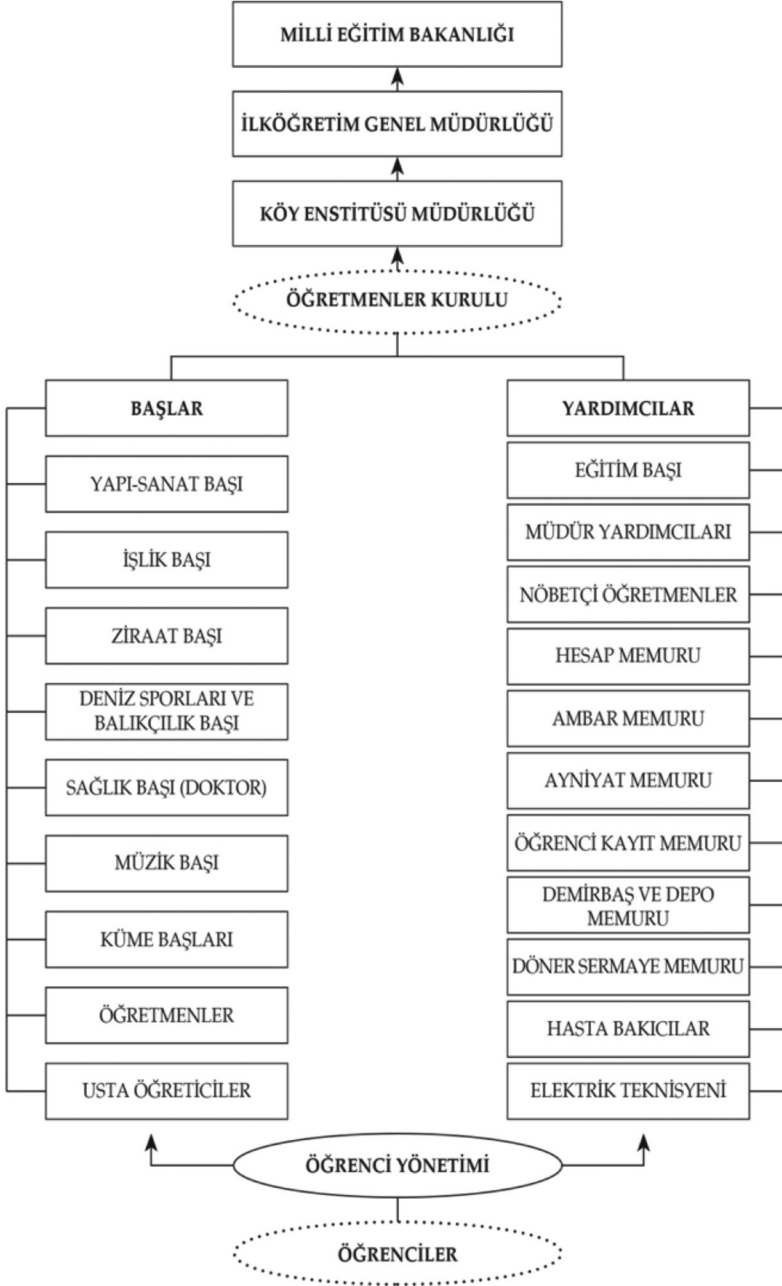 MİLLİ EĞİTİM BAKANLIĞI
İLKÖĞRETİM GENEL MÜDÜRLÜĞÜ
KÖY ENSTİTÜSÜ MÜDÜRLÜĞÜ
ÖĞRETMENLER KURULU
BAŞLAR
YAPI-SANAT BAŞI
İŞLİK BAŞI
ZİRAAT BAŞI
DENİZ SPORLARI VE
BALIKÇILIK BAŞI
SAĞLIK BAŞI (DOKTOR)
MÜZİK BAŞI
KÜME BAŞLARI
ÖĞRETMENLER
USTA ÖĞRETİCİLER
YARDIMCILAR
EĞİTİM BAŞI
MÜDÜR YARDIMCILARI
NÖBETÇİ ÖĞRETMENLER
HESAP MEMURU
AMBAR MEMURU
AYNİYAT MEMURU
ÖĞRENCİ KAYIT MEMURU
DEMİRBAŞ VE DEPO
MEMURU
DÖNER SERMAYE MEMURU
HASTA BAKICILAR
ELEKTRİK TEKNİSYENİ
ÖĞRENCİ YÖNETİMİ
ÖĞRENCİLER